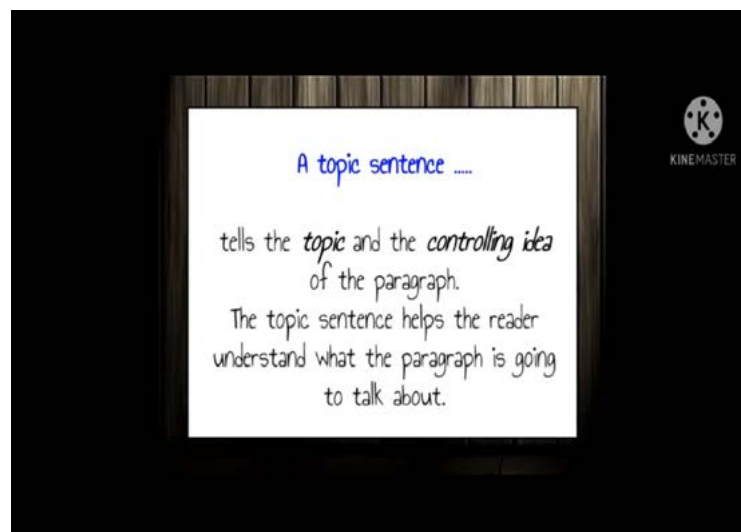 A topic sentence .....
tells the topic and the controlling idea
of the paragraph.
The topic sentence helps the reader
understand what the paragraph is going
to talk about.
K
KINEMASTER